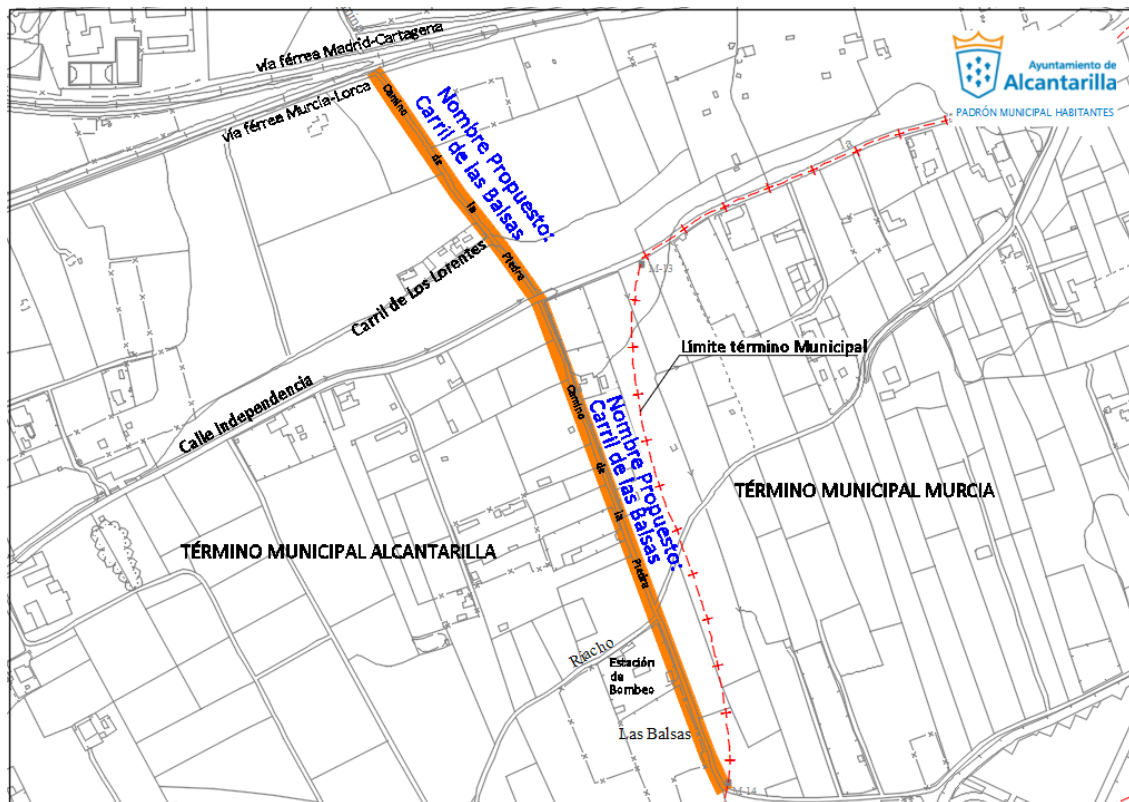 vía férrea Madrid-Cartagena
Ayuntamiento de
Alcantarilla
PADRÓN MUNICIPAL HABITANTES
vía férrea Murcia-Lorca
Camino
de
la
Piedra
Nombre Propuesto:
Carril de las Balsas
Carril de Los Lorentes
M-13
Límite término Municipal
Calle Independencia
Camino
de
la
Piedra
Nombre Propuesto:
Carril de las Balsas
TÉRMINO MUNICIPAL MURCIA
TÉRMINO MUNICIPAL ALCANTARILLA
Riacho
Estación
de
Bombeo
Las Balsas
M-14